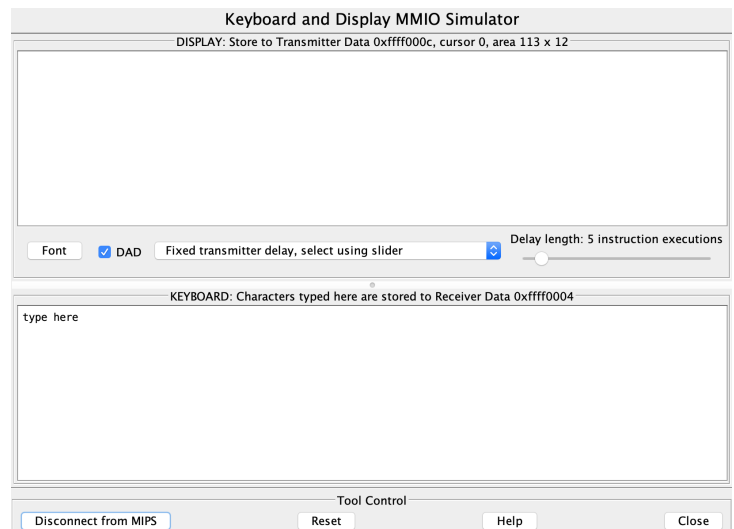 Keyboard and Display MMIO Simulator
DISPLAY: Store to Transmitter Data 0xffff000c, cursor 0, area 113 x 12
Font DAD Fixed transmitter delay, select using slider Delay length: 5 instruction executions
KEYBOARD: Characters typed here are stored to Receiver Data 0xffff0004
type here
Tool Control
Disconnect from MIPS Reset Help Close